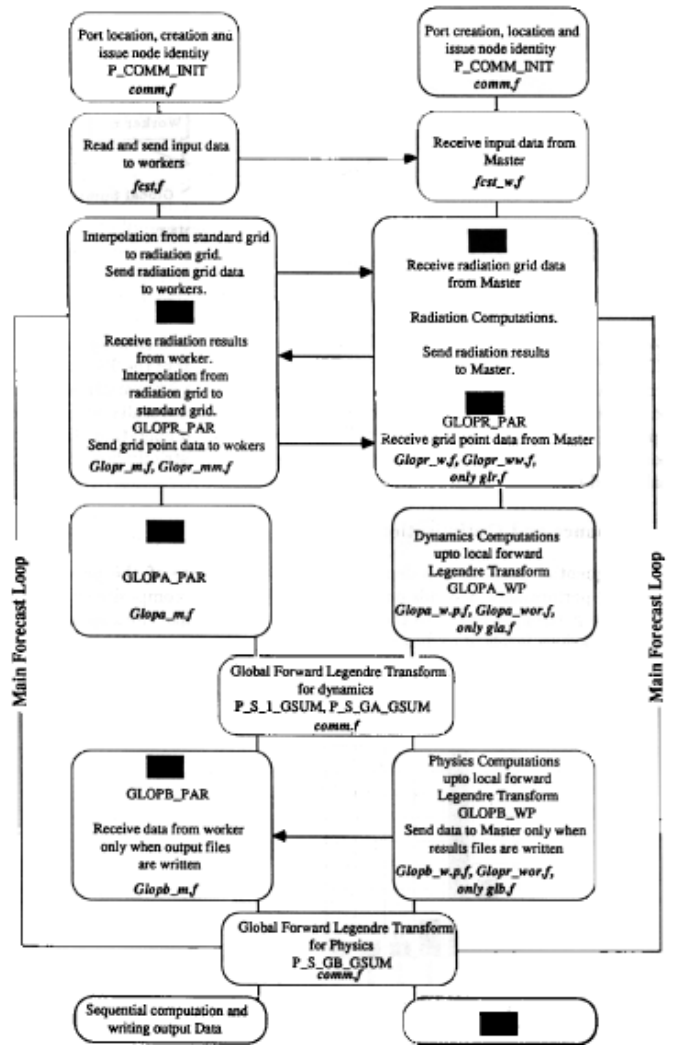 Port location, creation and
issue node identity
P_COMM_INIT
comm.f
Port creation, location and
issue node identity
P_COMM_INIT
comm.f
Read and send input data
to workers
fcst.f
Receive input data from
Master
fcst_w.f
Interpolation from standard grid
to radiation grid.
Send radiation grid data
to workers.
Receive radiation results
from worker.
Interpolation from
radiation grid to
standard grid.
GLOPR_PAR
Send grid point data to wokers
Glopr_m.f, Glopr_mm.f
Receive radiation grid data
from Master
Radiation Computations.
Send radiation results
to Master.
GLOPR_PAR
Receive grid point data from Master
Glopr_w.f, Glopr_ww.f,
only glr.f
Main Forecast Loop
Main Forecast Loop
GLOPA_PAR
Glopa_m.f
Dynamics Computations
upto local forward
Legendre Transform
GLOPA_WP
Glopa_w.p.f, Glopa_wor.f,
only gla.f
Global Forward Legendre Transform
for dynamics
P_S_1_GSUM, P_S_GA_GSUM
comm.f
GLOPB_PAR
Receive data from worker
only when output files
are written
Glopb_m.f
Physics Computations
upto local forward
Legendre Transform
GLOPB_WP
Send data to Master only when
results files are written
Glopb_w.p.f, Glopr_wor.f,
only glb.f
Global Forward Legendre Transform
for Physics
P_S_GB_GSUM
comm.f
Sequential computation and
writing output Data